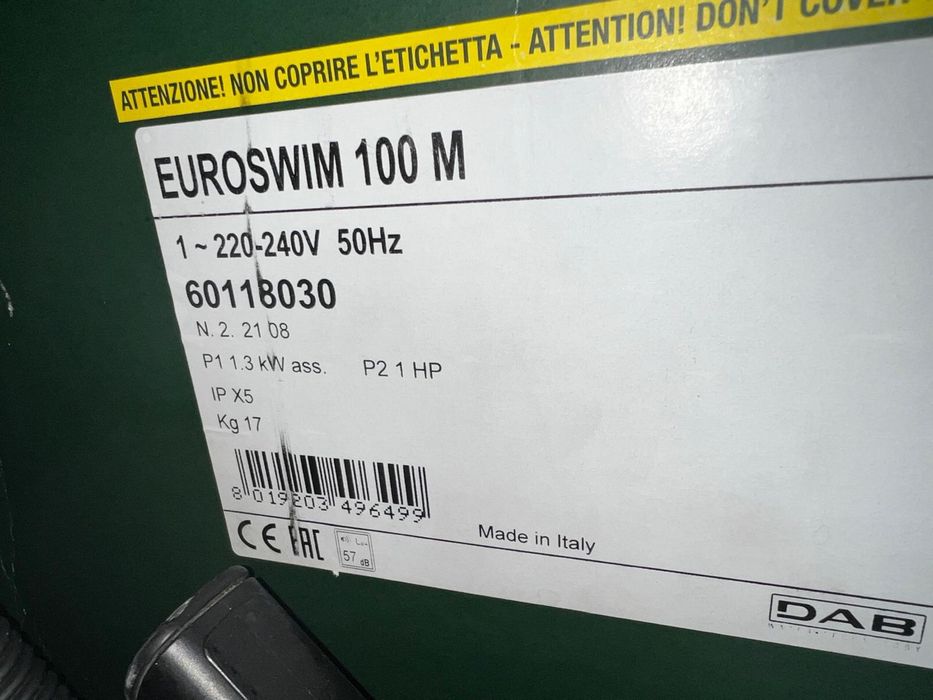 ATTENZIONE! NON COPRIRE L'ETICHETTA - ATTENTION! DON'T COVER
EUROSWIM 100 M
1 ~ 220-240V 50Hz
60118030
N. 2. 21 08
P1 1.3 kW ass. P2 1 HP
IP X5
Kg 17
8 019203 496499
CE EAC 57 dB
Made in Italy
DAB